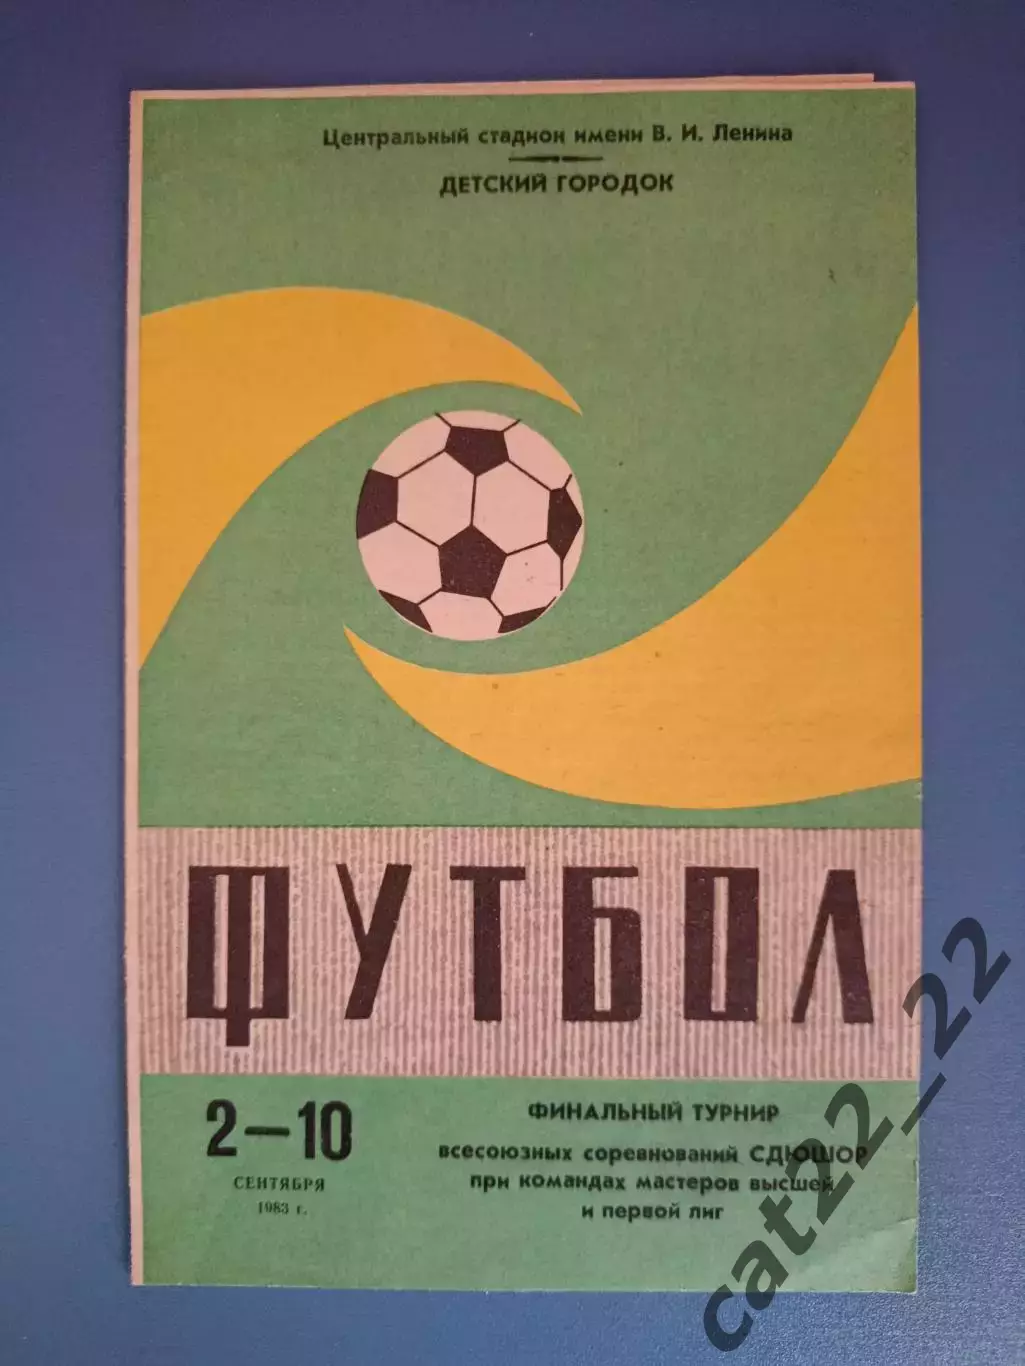 Центральный стадион имени В. И. Ленина
ДЕТСКИЙ ГОРОДОК
ФУТБОЛ
2—10
СЕНТЯБРЯ
1983 г.
ФИНАЛЬНЫЙ ТУРНИР
всесоюзных соревнований СДЮШОР
при командах мастеров высшей
и первой лиг
cat22_22